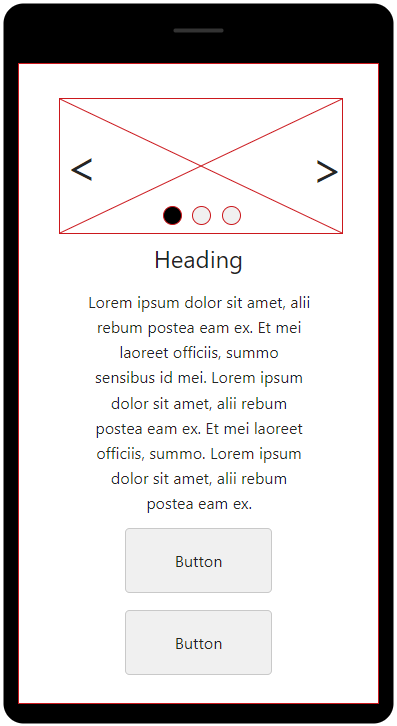 < >
Heading
Lorem ipsum dolor sit amet, alii
rebum postea eam ex. Et mei
laoreet officiis, summo
sensibus id mei. Lorem ipsum
dolor sit amet, alii rebum
postea eam ex. Et mei laoreet
officiis, summo. Lorem ipsum
dolor sit amet, alii rebum
postea eam ex.
Button
Button